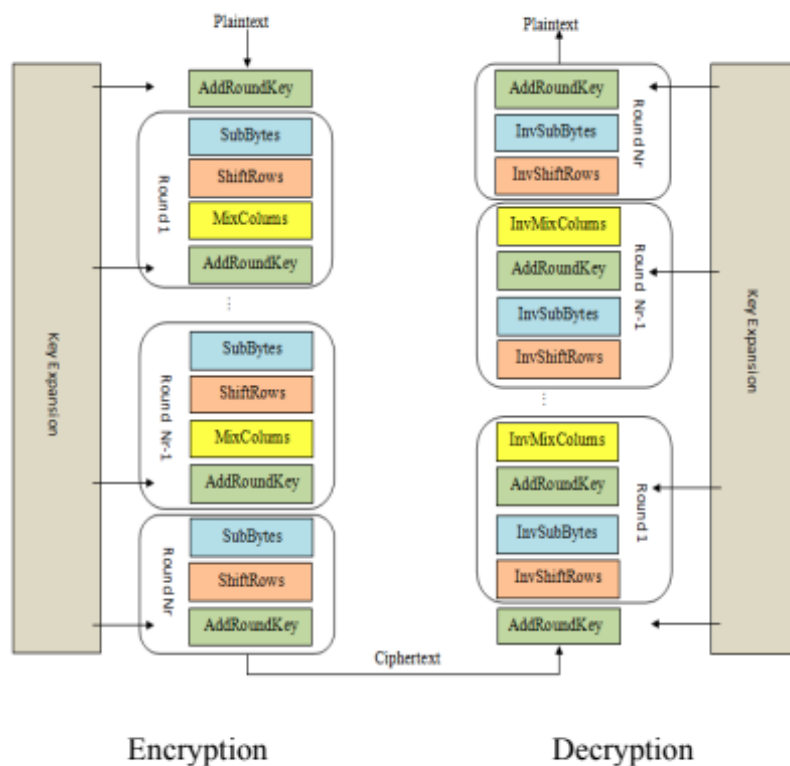 Plaintext
AddRoundKey
SubBytes
ShiftRows
MixColums
AddRoundKey
Round 1
...
SubBytes
ShiftRows
MixColums
AddRoundKey
Round Nr-1
SubBytes
ShiftRows
AddRoundKey
Round Nr
Key Expansion
Ciphertext
Plaintext
AddRoundKey
InvSubBytes
InvShiftRows
Round Nr
InvMixColums
AddRoundKey
InvSubBytes
InvShiftRows
Round Nr-1
...
InvMixColums
AddRoundKey
InvSubBytes
InvShiftRows
Round 1
AddRoundKey
Key Expansion
Encryption
Decryption